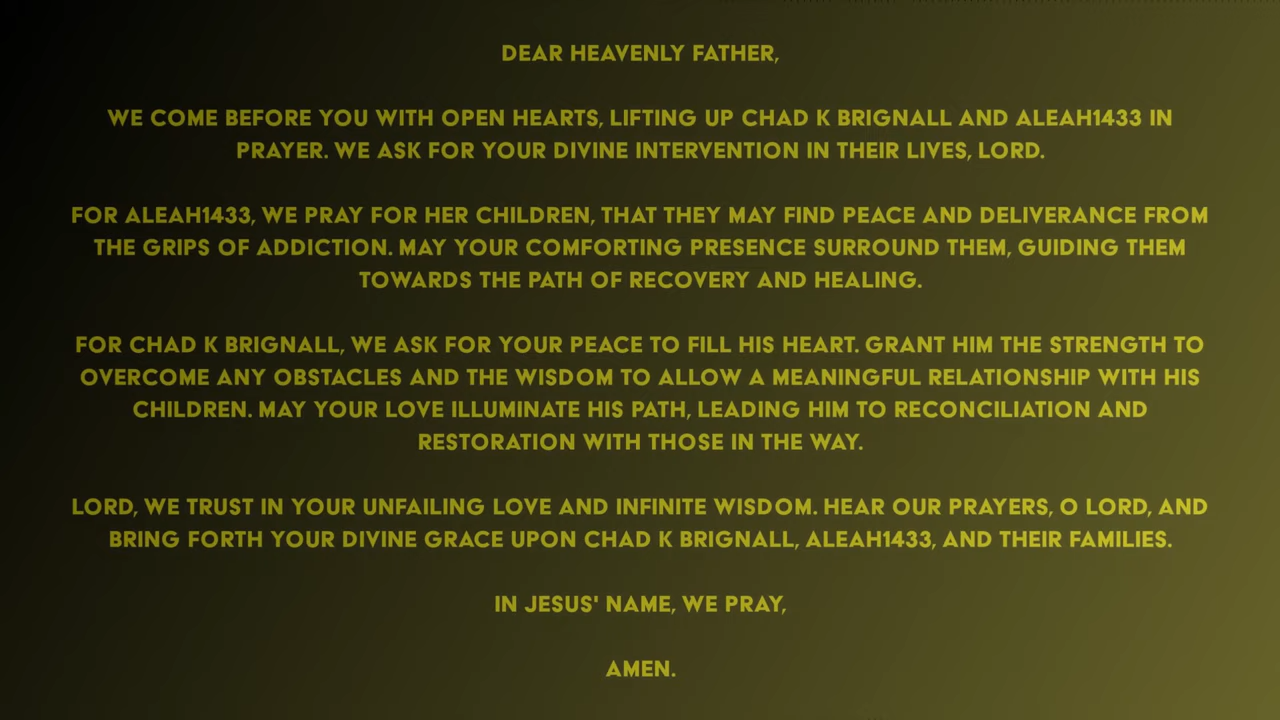 DEAR HEAVENLY FATHER,
WE COME BEFORE YOU WITH OPEN HEARTS, LIFTING UP CHAD K BRIGNALL AND ALEAH1433 IN
PRAYER. WE ASK FOR YOUR DIVINE INTERVENTION IN THEIR LIVES, LORD.
FOR ALEAH1433, WE PRAY FOR HER CHILDREN, THAT THEY MAY FIND PEACE AND DELIVERANCE FROM
THE GRIPS OF ADDICTION. MAY YOUR COMFORTING PRESENCE SURROUND THEM, GUIDING THEM
TOWARDS THE PATH OF RECOVERY AND HEALING.
FOR CHAD K BRIGNALL, WE ASK FOR YOUR PEACE TO FILL HIS HEART. GRANT HIM THE STRENGTH TO
OVERCOME ANY OBSTACLES AND THE WISDOM TO ALLOW A MEANINGFUL RELATIONSHIP WITH HIS
CHILDREN. MAY YOUR LOVE ILLUMINATE HIS PATH, LEADING HIM TO RECONCILIATION AND
RESTORATION WITH THOSE IN THE WAY.
LORD, WE TRUST IN YOUR UNFAILING LOVE AND INFINITE WISDOM. HEAR OUR PRAYERS, O LORD, AND
BRING FORTH YOUR DIVINE GRACE UPON CHAD K BRIGNALL, ALEAH1433, AND THEIR FAMILIES.
IN JESUS' NAME, WE PRAY,
AMEN.